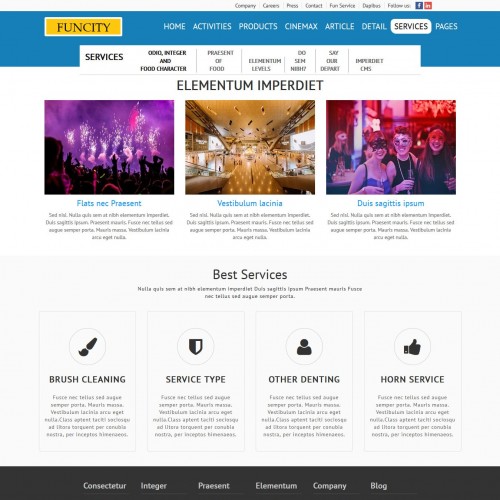 Company Careers Press Contact Fun Service Dapibus Follow us:
FUNCITY
HOME ACTIVITIES PRODUCTS CINEMAX ARTICLE DETAIL SERVICES PAGES
SERVICES
ODIO, INTEGER
AND
FOOD CHARACTER
PRAESENT
OF
FOOD
ELEMENTUM
LEVELS
DO
SEM
NIBH?
SAY
OUR
DEPART
IMPERDIET
CMS
ELEMENTUM IMPERDIET
Flats nec Praesent
Sed nisl. Nulla quis sem at nibh elementum imperdiet.
Duis sagittis ipsum. Praesent mauris. Fusce nec tellus sed
augue semper porta. Mauris massa. Vestibulum lacinia
arcu eget nulla.
Vestibulum lacinia
Sed nisl. Nulla quis sem at nibh elementum imperdiet.
Duis sagittis ipsum. Praesent mauris. Fusce nec tellus sed
augue semper porta. Mauris massa. Vestibulum lacinia
arcu eget nulla.
Duis sagittis ipsum
Sed nisl. Nulla quis sem at nibh elementum imperdiet.
Duis sagittis ipsum. Praesent mauris. Fusce nec tellus sed
augue semper porta. Mauris massa. Vestibulum lacinia
arcu eget nulla.
Best Services
Nulla quis sem at nibh elementum imperdiet Duis sagittis Ipsum Praesent mauris Fusce
nec tellus sed augue semper porta.
BRUSH CLEANING
Fusce nec tellus sed augue
semper porta. Mauris massa.
Vestibulum lacinia arcu eget
nulla.Class aptent taciti sociosqu
ad litora torquent per conubia
nostra, per inceptos himenaeos.
SERVICE TYPE
Fusce nec tellus sed augue
semper porta. Mauris massa.
Vestibulum lacinia arcu eget
nulla.Class aptent taciti sociosqu
ad litora torquent per conubia
nostra, per inceptos himenaeos.
OTHER DENTING
Fusce nec tellus sed augue
semper porta. Mauris massa.
Vestibulum lacinia arcu eget
nulla.Class aptent taciti sociosqu
ad litora torquent per conubia
nostra, per inceptos himenaeos.
HORN SERVICE
Fusce nec tellus sed augue
semper porta. Mauris massa.
Vestibulum lacinia arcu eget
nulla.Class aptent taciti sociosqu
ad litora torquent per conubia
nostra, per inceptos himenaeos.
Consectetur Integer Praesent Elementum Company Blog